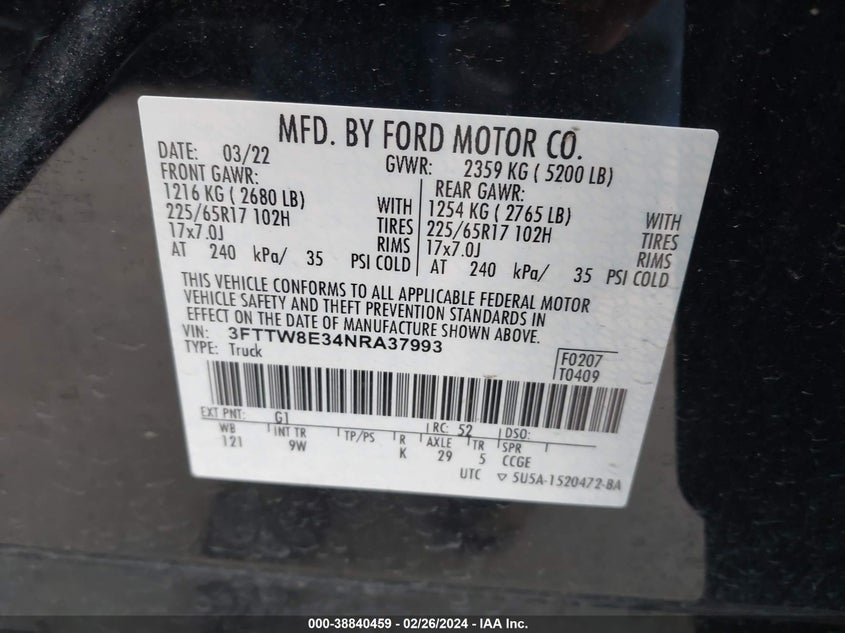 MFD. BY FORD MOTOR CO.
DATE: 03/22 GVWR: 2359 KG ( 5200 LB)
FRONT GAWR: REAR GAWR:
1216 KG ( 2680 LB) WITH 1254 KG ( 2765 LB) WITH
225/65R17 102H TIRES 225/65R17 102H TIRES
17x7.0J RIMS 17x7.0J RIMS
AT 240 kPa/ 35 PSI COLD AT 240 kPa/ 35 PSI COLD
THIS VEHICLE CONFORMS TO ALL APPLICABLE FEDERAL MOTOR
VEHICLE SAFETY AND THEFT PREVENTION STANDARDS IN
EFFECT ON THE DATE OF MANUFACTURE SHOWN ABOVE.
VIN: 3FTTW8E34NRA37993
TYPE: Truck
F0207
T0409
EXT PNT: G1 RC: 52 DSO:
WB INT TR TP/PS R AXLE TR SPR
121 9W K 29 5 CCGE
UTC ▽ 5U5A-1520472-BA
000-38840459 - 02/26/2024 - IAA Inc.